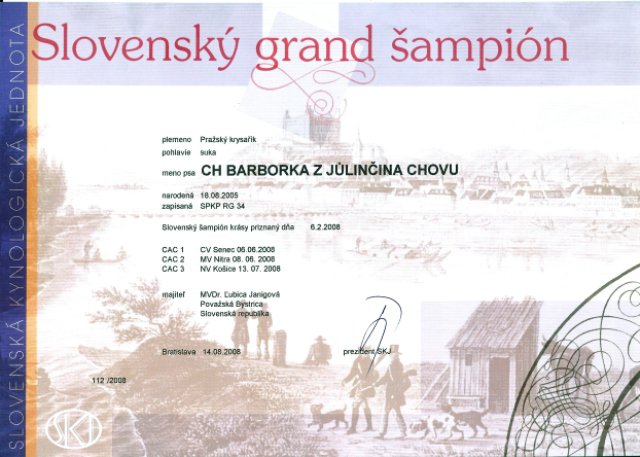 Slovenský grand šampión
SLOVENSKÁ KYNOLOGICKÁ JEDNOTA
plemeno Pražský krysařík
pohlavie suka
meno psa CH BARBORKA Z JŮLINČINA CHOVU
narodená 18.08.2005
zapísaná SPKP RG 34
Slovenský šampión krásy priznaný dňa 6.2.2008
CAC 1 CV Senec 06.06.2008
CAC 2 MV Nitra 08. 06. 2008
CAC 3 NV Košice 13. 07. 2008
majiteľ MVDr. Ľubica Janigová
Považská Bystrica
Slovenská republika
Bratislava 14.08.2008 prezident SKJ
112 /2008
SKJ